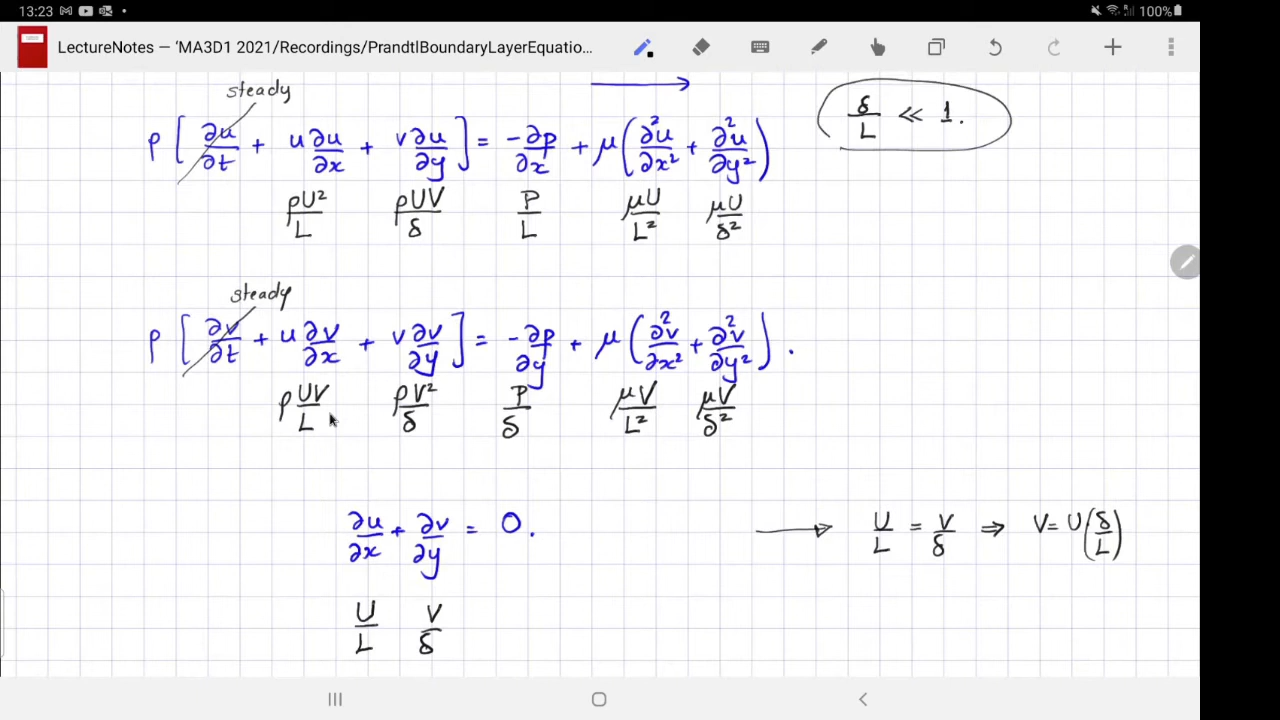 13:23 100%
LectureNotes — ‘MA3D1 2021/Recordings/PrandtlBoundaryLayerEquatio...
steady
δ/L ≪ 1.
ρ [ ∂u/∂t + u ∂u/∂x + v ∂u/∂y ] = -∂p/∂x + μ ( ∂²u/∂x² + ∂²u/∂y² )
ρU²/L ρUV/δ P/L μU/L² μU/δ²
steady
ρ [ ∂v/∂t + u ∂v/∂x + v ∂v/∂y ] = -∂p/∂y + μ ( ∂²v/∂x² + ∂²v/∂y² ) .
ρ UV/L ρV²/δ P/δ μV/L² μV/δ²
∂u/∂x + ∂v/∂y = 0. → U/L = V/δ ⇒ V = U (δ/L)
U/L V/δ